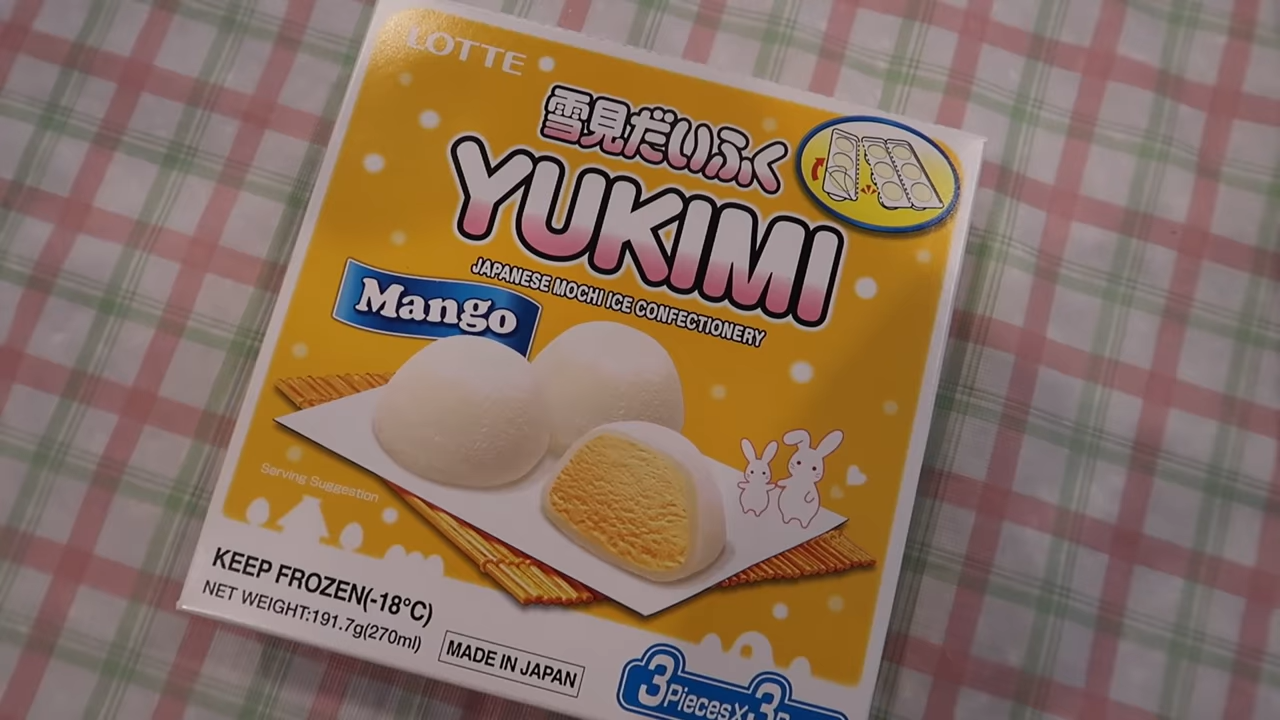 LOTTE
雪見だいふく
YUKIMI
JAPANESE MOCHI ICE CONFECTIONERY
Mango
Serving Suggestion
KEEP FROZEN(-18°C)
NET WEIGHT:191.7g(270ml)
MADE IN JAPAN
3Pieces×3